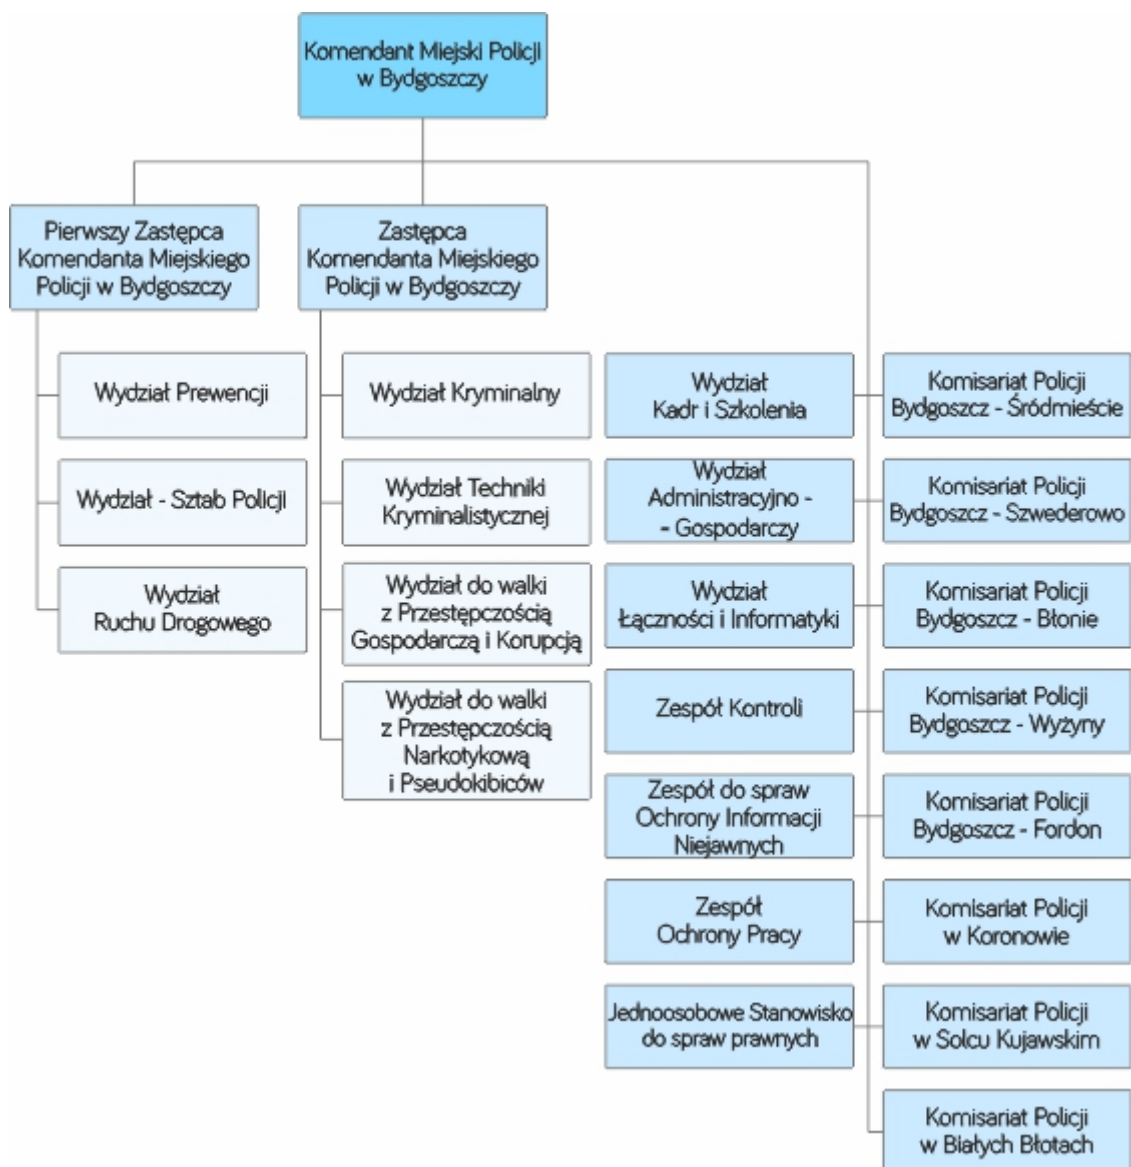 Komendant Miejski Policji
w Bydgoszczy
Pierwszy Zastępca
Komendanta Miejskiego
Policji w Bydgoszczy
Zastępca
Komendanta Miejskiego
Policji w Bydgoszczy
Wydział Prewencji
Wydział - Sztab Policji
Wydział
Ruchu Drogowego
Wydział Kryminalny
Wydział Techniki
Kryminalistycznej
Wydział do walki
z Przestępczością
Gospodarczą i Korupcją
Wydział do walki
z Przestępczością
Narkotykową
i Pseudokibiców
Wydział
Kadr i Szkolenia
Wydział
Administracyjno -
- Gospodarczy
Wydział
Łączności i Informatyki
Zespół Kontroli
Zespół do spraw
Ochrony Informacji
Niejawnych
Zespół
Ochrony Pracy
Jednoosobowe Stanowisko
do spraw prawnych
Komisariat Policji
Bydgoszcz - Śródmieście
Komisariat Policji
Bydgoszcz - Szwederowo
Komisariat Policji
Bydgoszcz - Błonie
Komisariat Policji
Bydgoszcz - Wyżyny
Komisariat Policji
Bydgoszcz - Fordon
Komisariat Policji
w Koronowie
Komisariat Policji
w Solcu Kujawskim
Komisariat Policji
w Białych Błotach